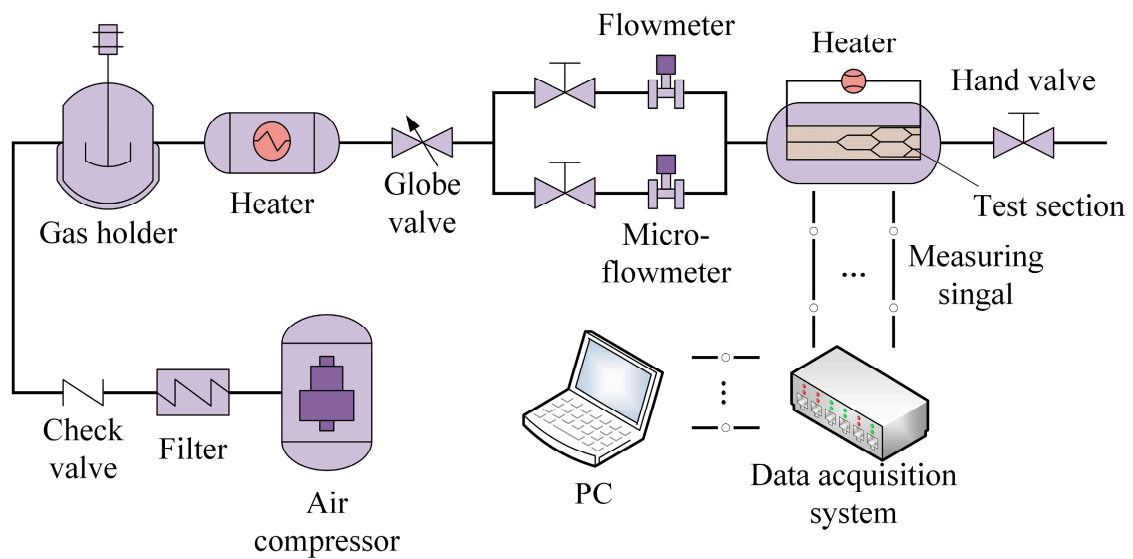 Flowmeter
Heater
Hand valve
Gas holder
Heater
Globe
valve
Micro-
flowmeter
Test section
Measuring
singal
Check
valve
Filter
Air
compressor
PC
Data acquisition
system